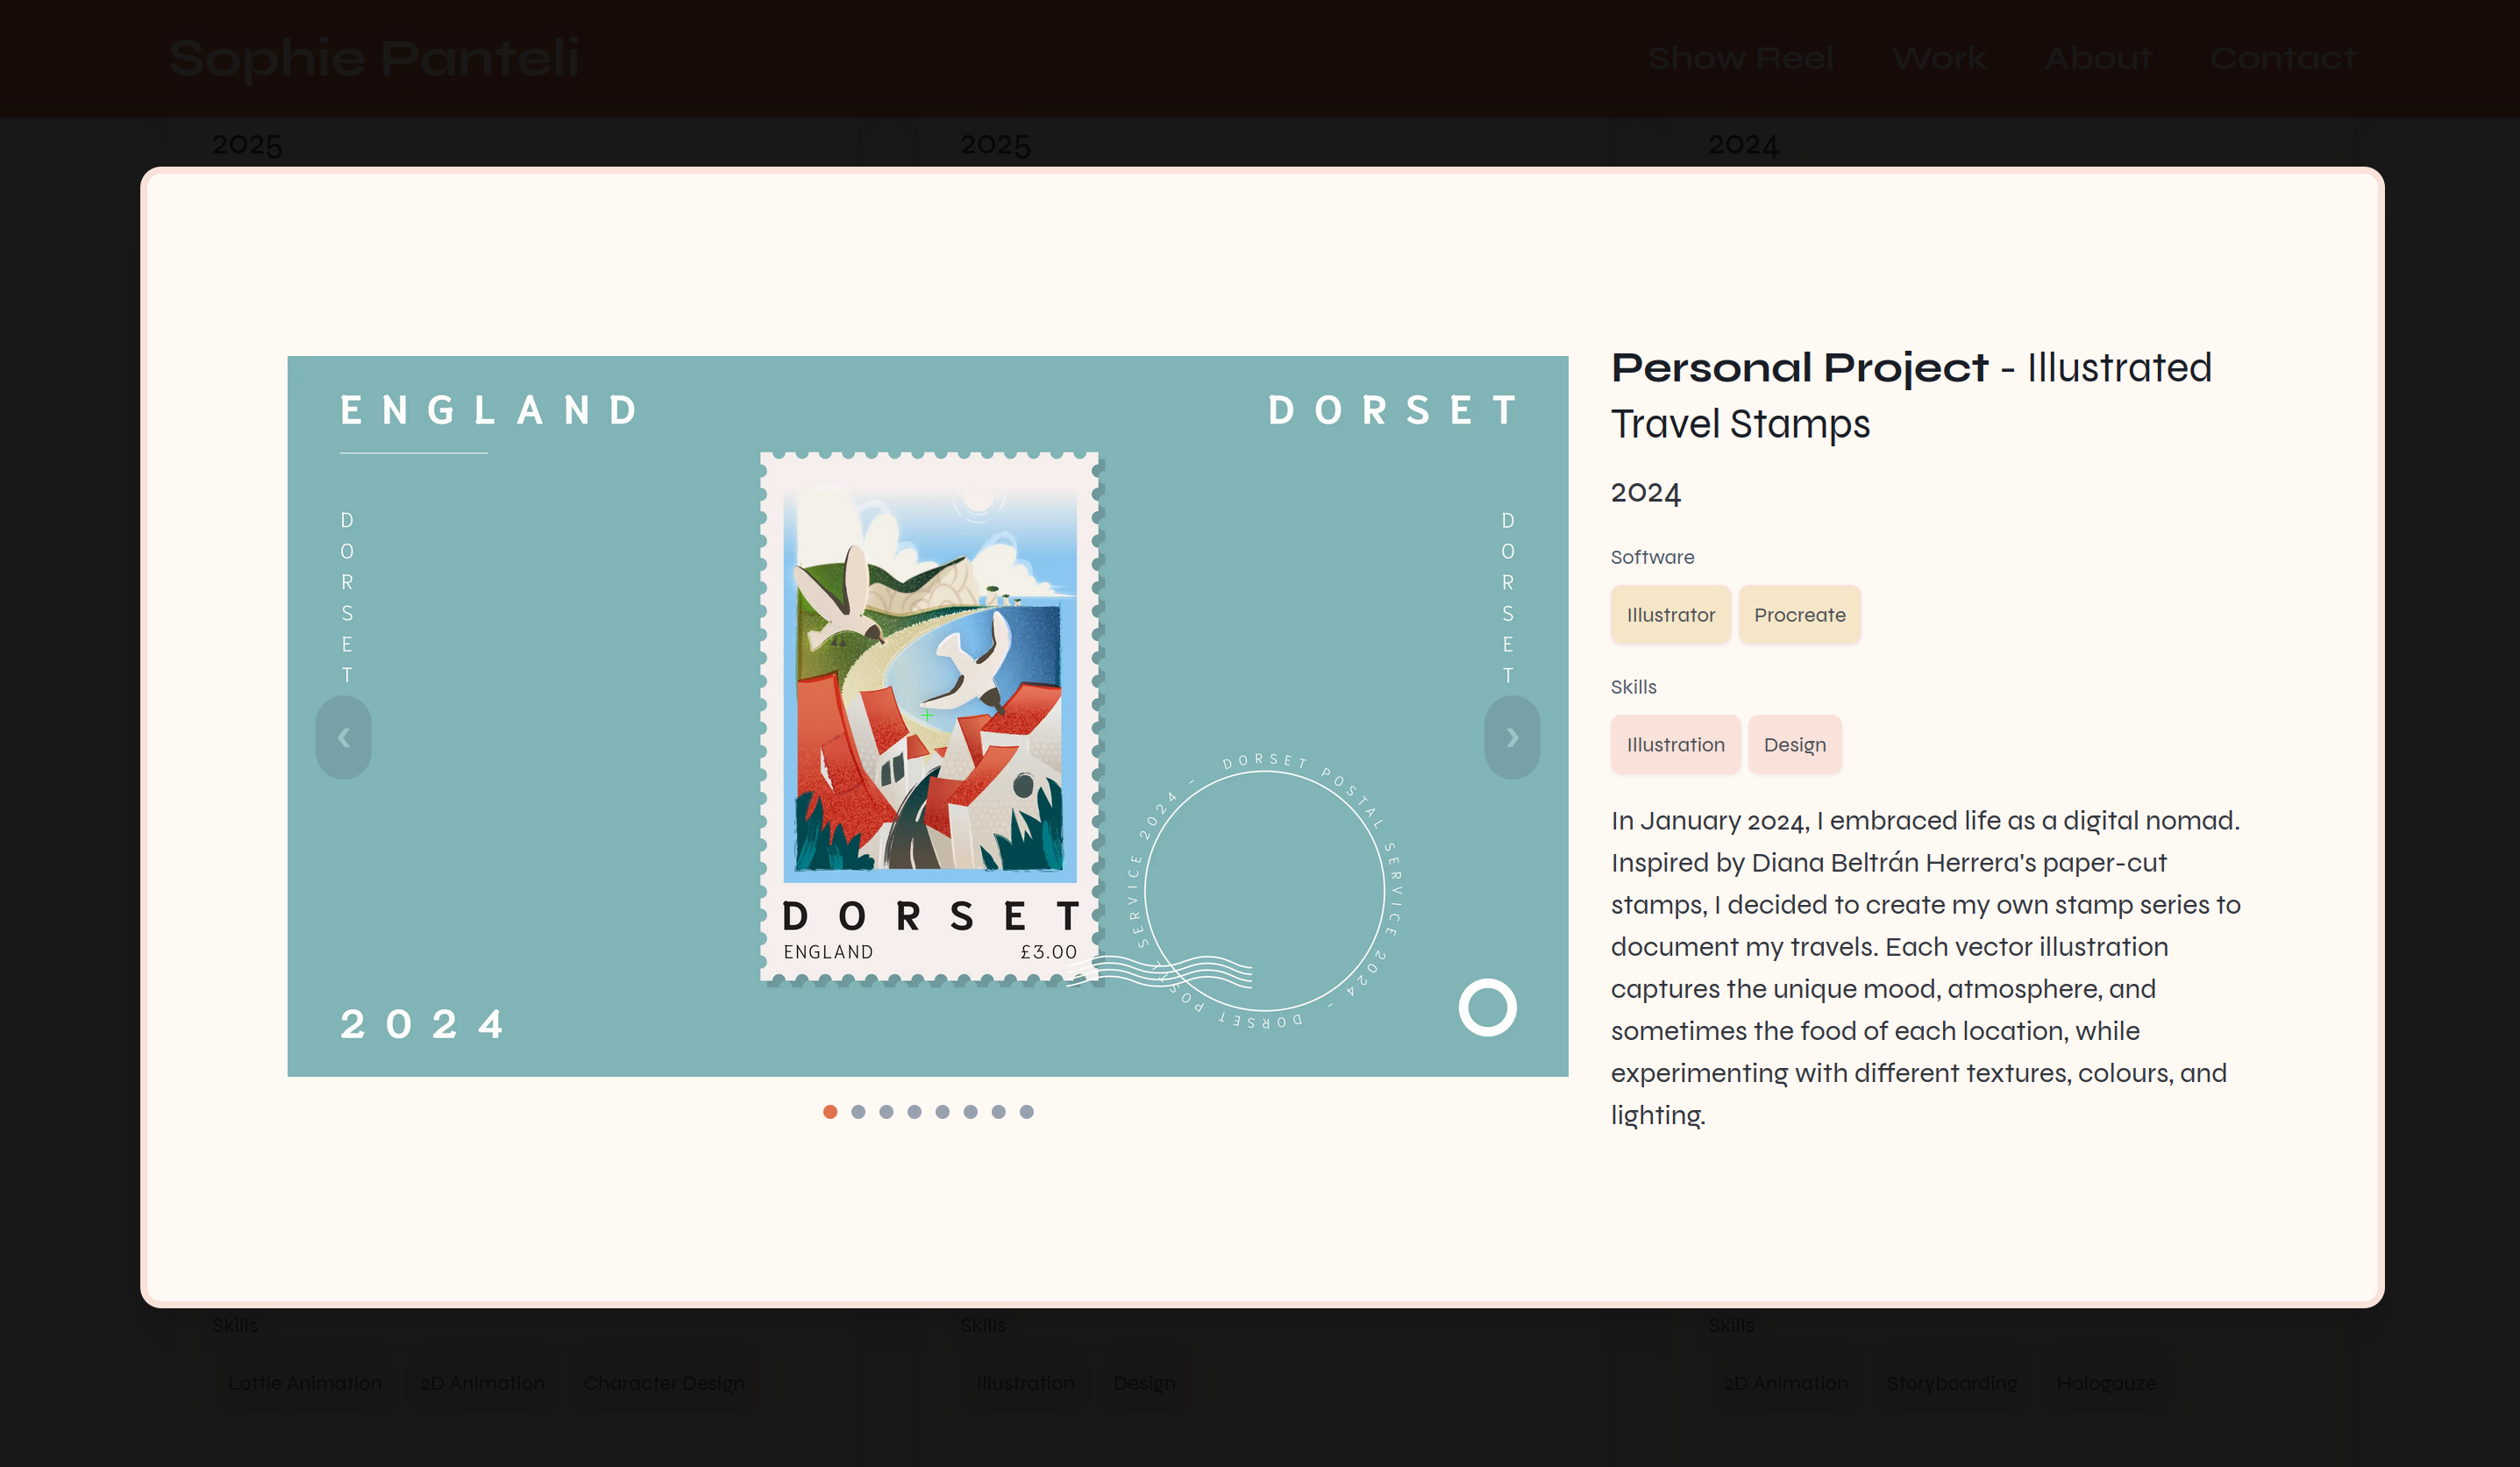 Sophie Panteli
Show Reel
Work
About
Contact
2025
2025
2024
ENGLAND
DORSET
DORSET
DORSET
DORSET
ENGLAND
£3.00
DORSET POSTAL SERVICE 2024 - DORSET POSTAL SERVICE 2024 -
2024
‹
›
Personal Project - Illustrated
Travel Stamps
2024
Software
Illustrator
Procreate
Skills
Illustration
Design
In January 2024, I embraced life as a digital nomad.
Inspired by Diana Beltrán Herrera's paper-cut
stamps, I decided to create my own stamp series to
document my travels. Each vector illustration
captures the unique mood, atmosphere, and
sometimes the food of each location, while
experimenting with different textures, colours, and
lighting.
Skills
Lottie Animation
2D Animation
Character Design
Skills
Illustration
Design
Skills
2D Animation
Storyboarding
Hologauze